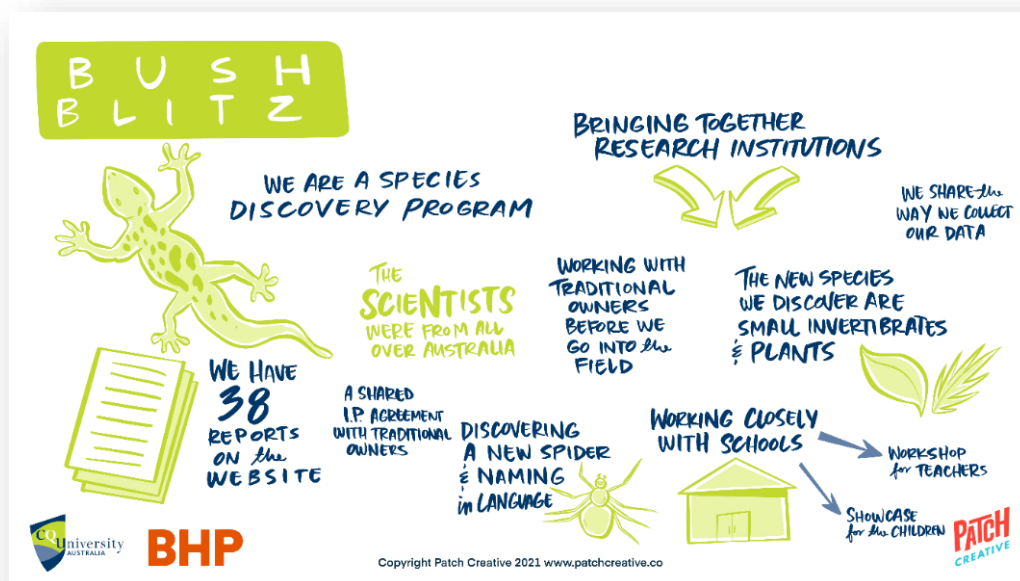 BUSH
BLITZ
WE ARE A SPECIES
DISCOVERY PROGRAM
BRINGING TOGETHER
RESEARCH INSTITUTIONS
WE SHARE the
WAY WE COLLECT
OUR DATA
THE
SCIENTISTS
WERE FROM ALL
OVER AUSTRALIA
WORKING WITH
TRADITIONAL
OWNERS
BEFORE WE
GO INTO the
FIELD
THE NEW SPECIES
WE DISCOVER ARE
SMALL INVERTIBRATES
& PLANTS
WE HAVE
38
REPORTS
ON the
WEBSITE
A SHARED
I.P. AGREEMENT
WITH TRADITIONAL
OWNERS
DISCOVERING
A NEW SPIDER
& NAMING
in LANGUAGE
WORKING CLOSELY
WITH SCHOOLS
WORKSHOP
for TEACHERS
SHOWCASE
for the CHILDREN
CQUniversity
AUSTRALIA
BHP
Copyright Patch Creative 2021 www.patchcreative.co
PATCH
CREATIVE